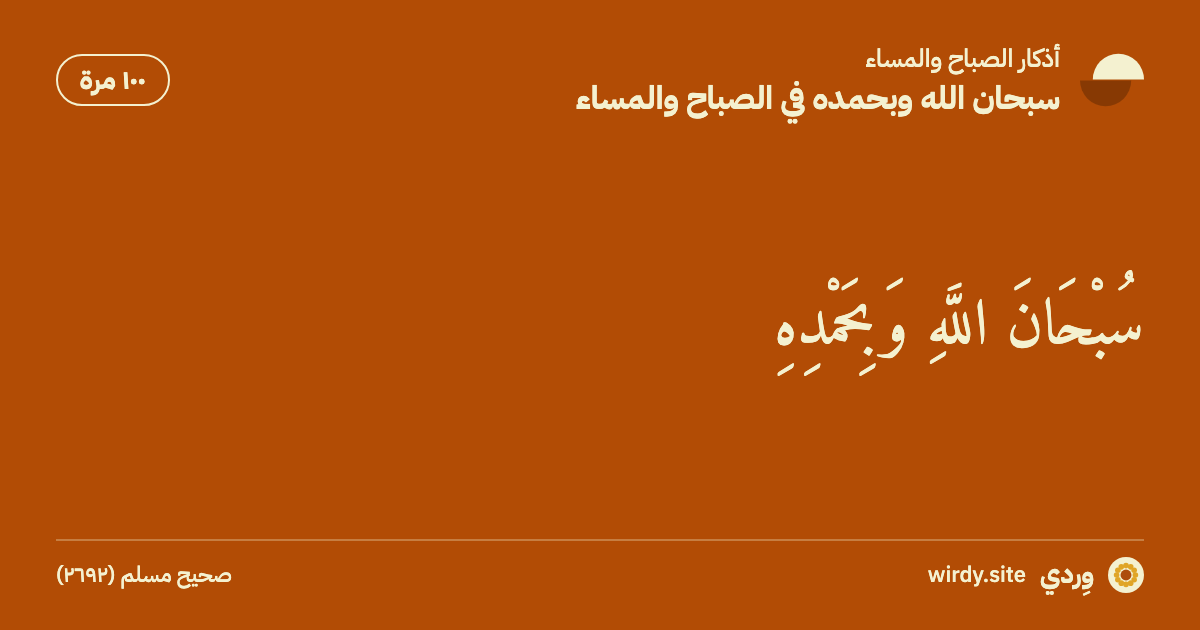 أذكار الصباح والمساء
سبحان الله وبحمده في الصباح والمساء
١٠٠ مرة
سُبْحَانَ اللَّهِ وَبِحَمْدِهِ
وِردي wirdy.site
صحيح مسلم (٢٦٩٢)